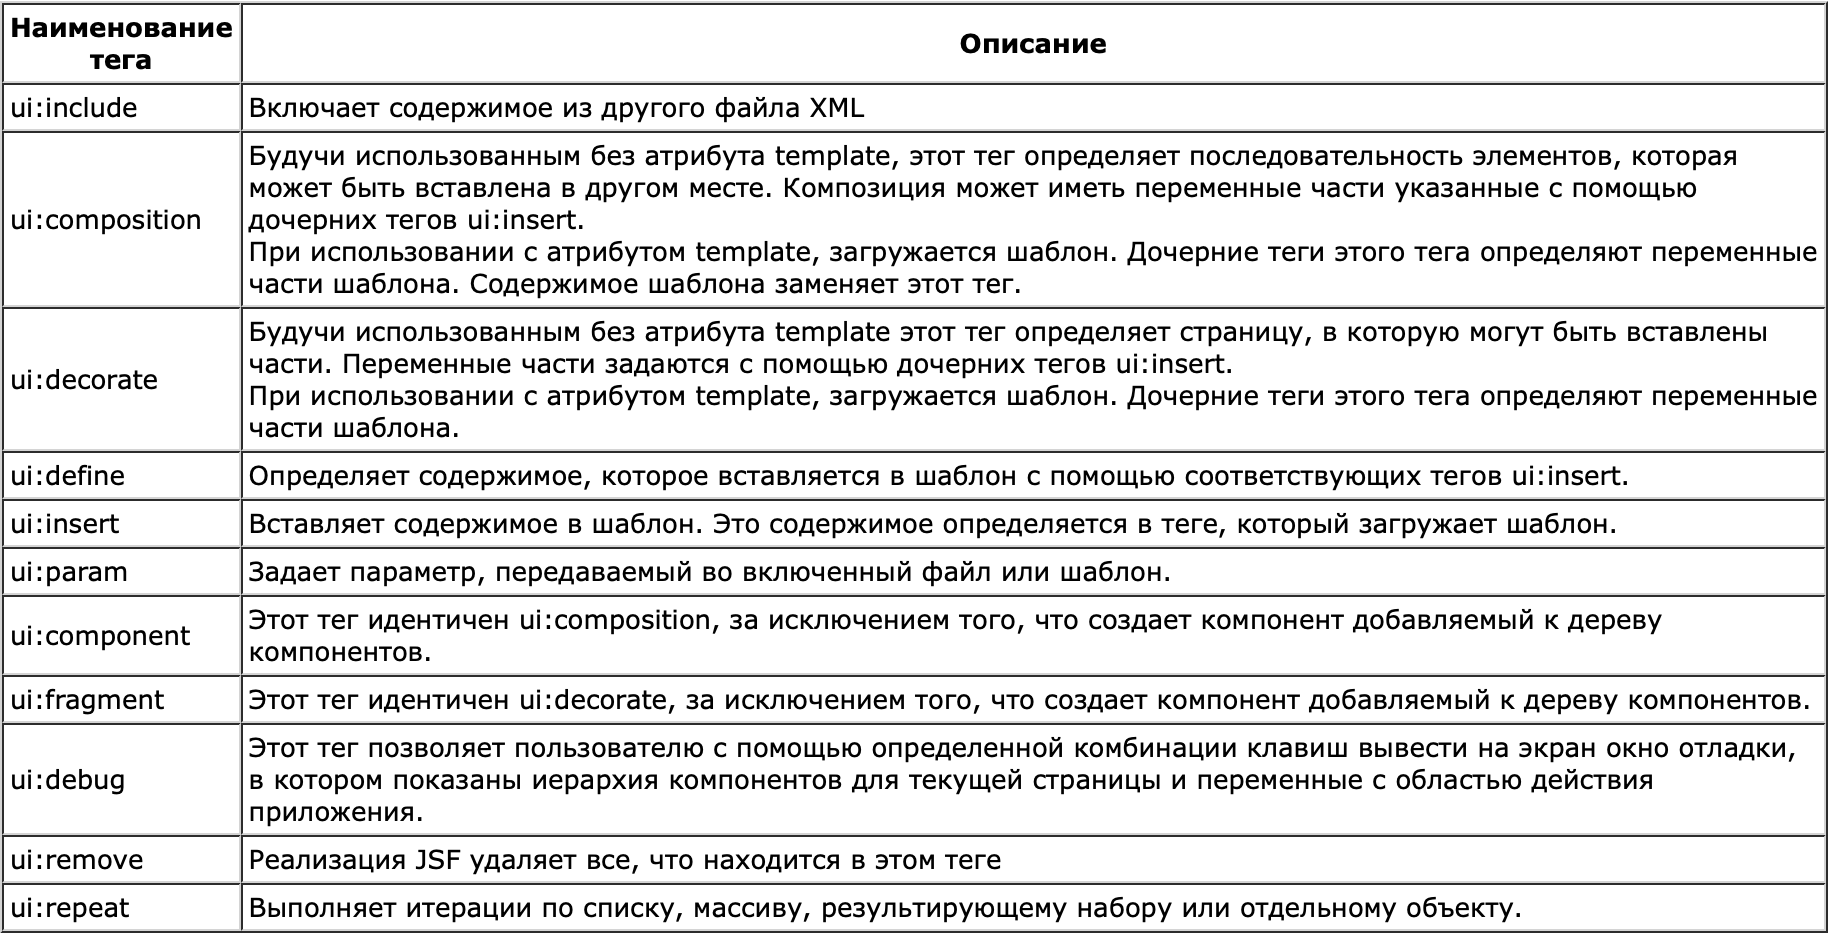 Наименование
тега
Описание
ui:include
Включает содержимое из другого файла XML
ui:composition
Будучи использованным без атрибута template, этот тег определяет последовательность элементов, которая
может быть вставлена в другом месте. Композиция может иметь переменные части указанные с помощью
дочерних тегов ui:insert.
При использовании с атрибутом template, загружается шаблон. Дочерние теги этого тега определяют переменные
части шаблона. Содержимое шаблона заменяет этот тег.
ui:decorate
Будучи использованным без атрибута template этот тег определяет страницу, в которую могут быть вставлены
части. Переменные части задаются с помощью дочерних тегов ui:insert.
При использовании с атрибутом template, загружается шаблон. Дочерние теги этого тега определяют переменные
части шаблона.
ui:define
Определяет содержимое, которое вставляется в шаблон с помощью соответствующих тегов ui:insert.
ui:insert
Вставляет содержимое в шаблон. Это содержимое определяется в теге, который загружает шаблон.
ui:param
Задает параметр, передаваемый во включенный файл или шаблон.
ui:component
Этот тег идентичен ui:composition, за исключением того, что создает компонент добавляемый к дереву
компонентов.
ui:fragment
Этот тег идентичен ui:decorate, за исключением того, что создает компонент добавляемый к дереву компонентов.
ui:debug
Этот тег позволяет пользователю с помощью определенной комбинации клавиш вывести на экран окно отладки,
в котором показаны иерархия компонентов для текущей страницы и переменные с областью действия
приложения.
ui:remove
Реализация JSF удаляет все, что находится в этом теге
ui:repeat
Выполняет итерации по списку, массиву, результирующему набору или отдельному объекту.